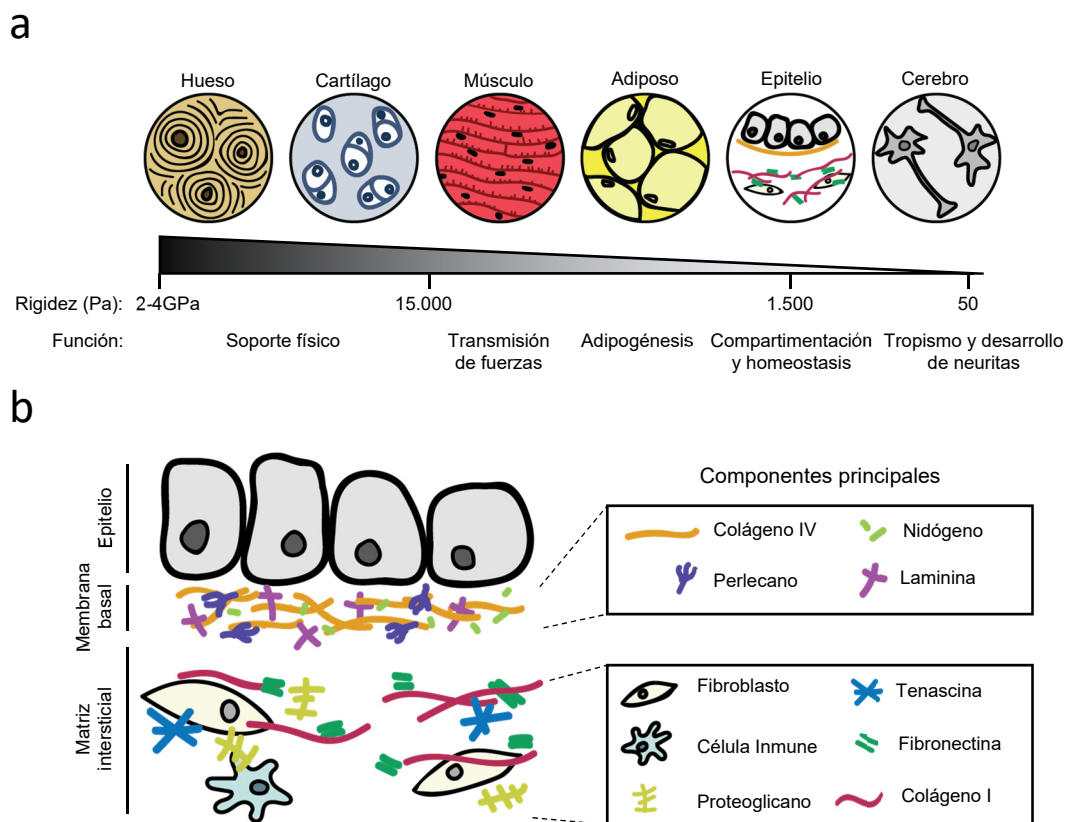 a
Hueso Cartílago Músculo Adiposo Epitelio Cerebro
Rigidez (Pa): 2-4GPa 15.000 1.500 50
Función: Soporte físico Transmisión de fuerzas Adipogénesis Compartimentación y homeostasis Tropismo y desarrollo de neuritas
b
Componentes principales
Epitelio
Membrana
basal
Matriz
intersticial
Colágeno IV Nidógeno
Perlecano Laminina
Fibroblasto Tenascina
Célula Inmune Fibronectina
Proteoglicano Colágeno I